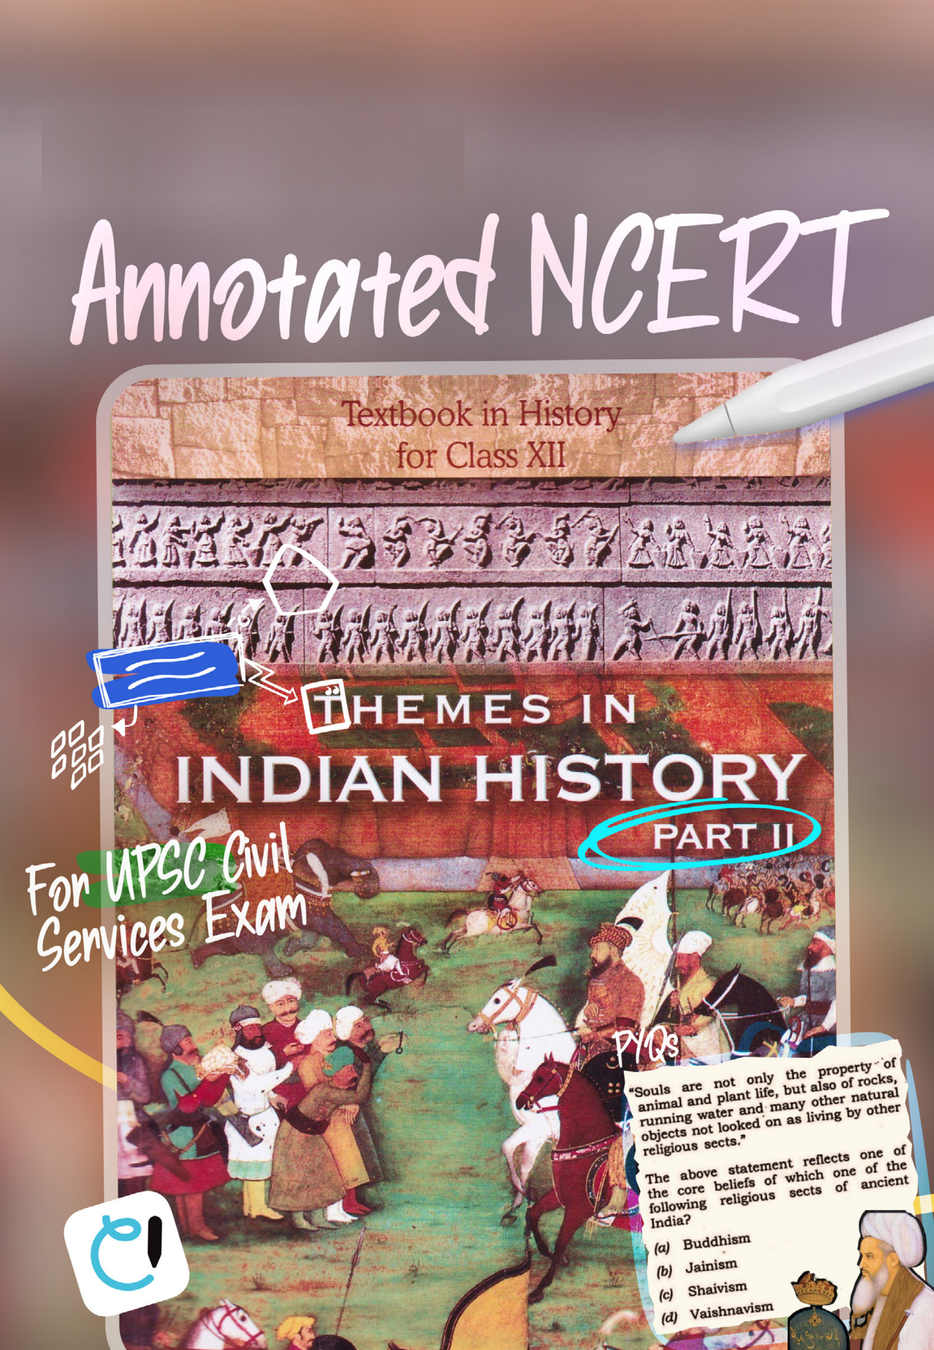 Annotated NCERT
Textbook in History
for Class XII
THEMES IN
INDIAN HISTORY
PART II
For UPSC Civil
Services Exam
PYQs
"Souls are not only the property of
animal and plant life, but also of rocks,
running water and many other natural
objects not looked on as living by other
religious sects."
The above statement reflects one of
the core beliefs of which one of the
following religious sects of ancient
India?
(a) Buddhism
(b) Jainism
(c) Shaivism
(d) Vaishnavism